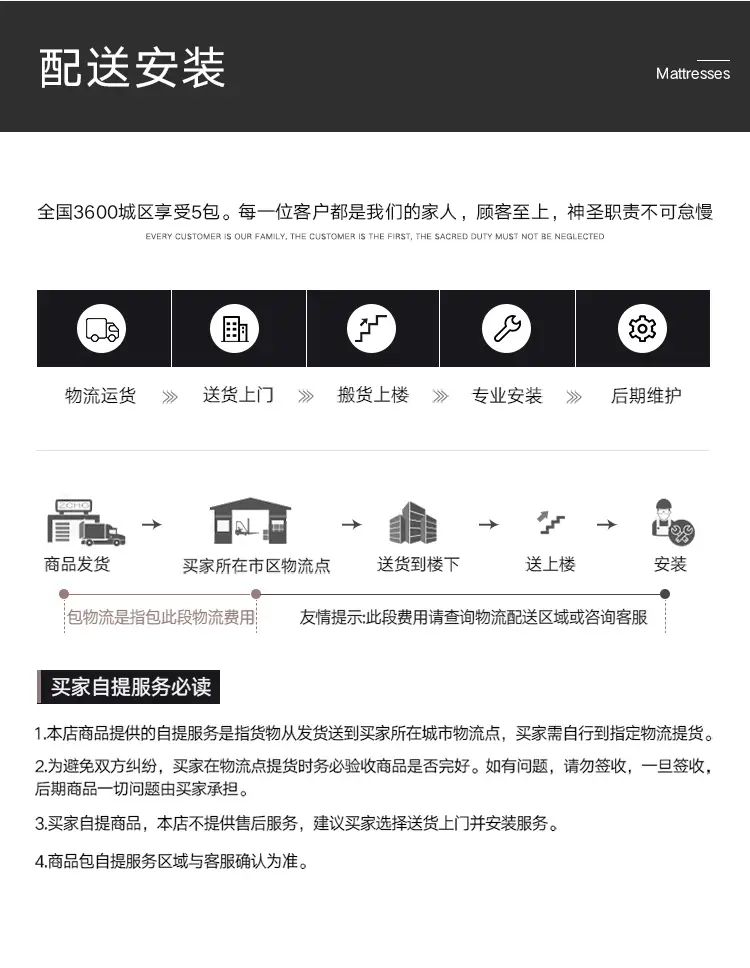 配送安装
Mattresses
全国3600城区享受5包。每一位客户都是我们的家人，顾客至上，神圣职责不可怠慢
EVERY CUSTOMER IS OUR FAMILY, THE CUSTOMER IS THE FIRST, THE SACRED DUTY MUST NOT BE NEGLECTED
物流运货 送货上门 搬货上楼 专业安装 后期维护
商品发货 买家所在市区物流点 送货到楼下 送上楼 安装
包物流是指包此段物流费用 友情提示:此段费用请查询物流配送区域或咨询客服
买家自提服务必读
1.本店商品提供的自提服务是指货物从发货送到买家所在城市物流点，买家需自行到指定物流提货。
2.为避免双方纠纷，买家在物流点提货时务必验收商品是否完好。如有问题，请勿签收，一旦签收，
后期商品一切问题由买家承担。
3.买家自提商品，本店不提供售后服务，建议买家选择送货上门并安装服务。
4.商品包自提服务区域与客服确认为准。